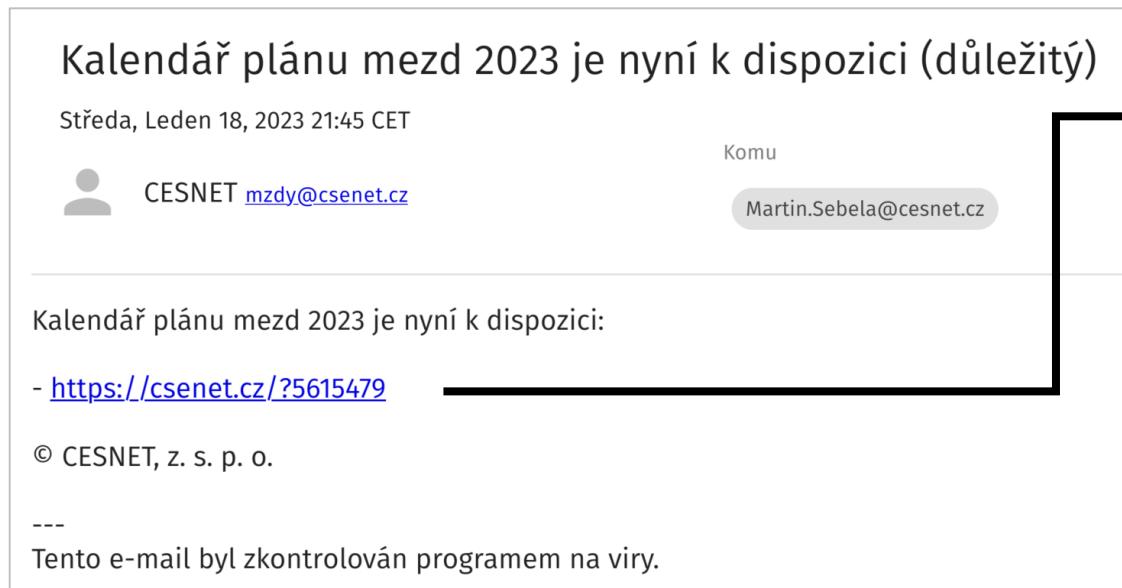 Kalendář plánu mezd 2023 je nyní k dispozici (důležitý)
Středa, Leden 18, 2023 21:45 CET
Komu
CESNET mzdy@csenet.cz
Martin.Sebela@cesnet.cz
Kalendář plánu mezd 2023 je nyní k dispozici:
- https://csenet.cz/?5615479
© CESNET, z. s. p. o.
---
Tento e-mail byl zkontrolován programem na viry.